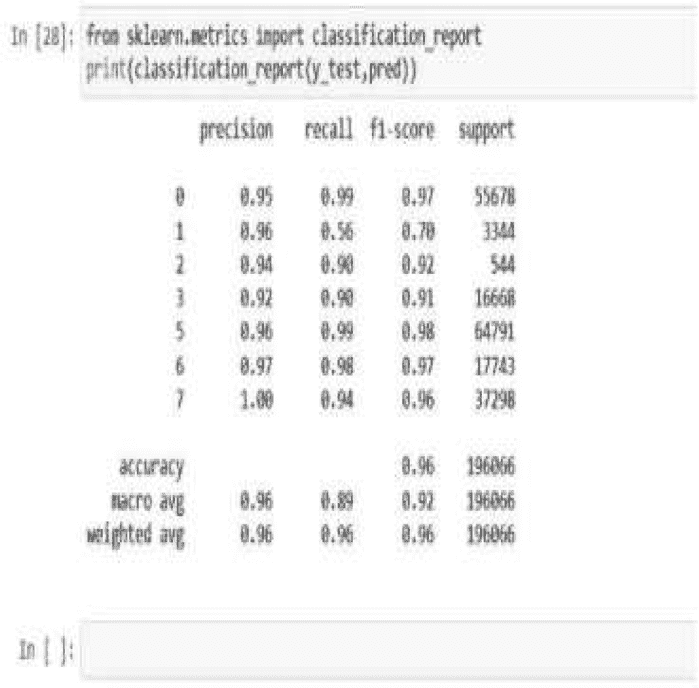 In [28]: from sklearn.metrics import classification_report
print(classification_report(y_test,pred))
precision recall f1-score support
0 0.95 0.99 0.97 55678
1 0.96 0.56 0.70 3344
2 0.94 0.90 0.92 544
3 0.92 0.90 0.91 16668
5 0.96 0.99 0.98 64791
6 0.97 0.98 0.97 17743
7 1.00 0.94 0.96 37298
accuracy 0.96 196066
macro avg 0.96 0.89 0.92 196066
weighted avg 0.96 0.96 0.96 196066
In [ ]: